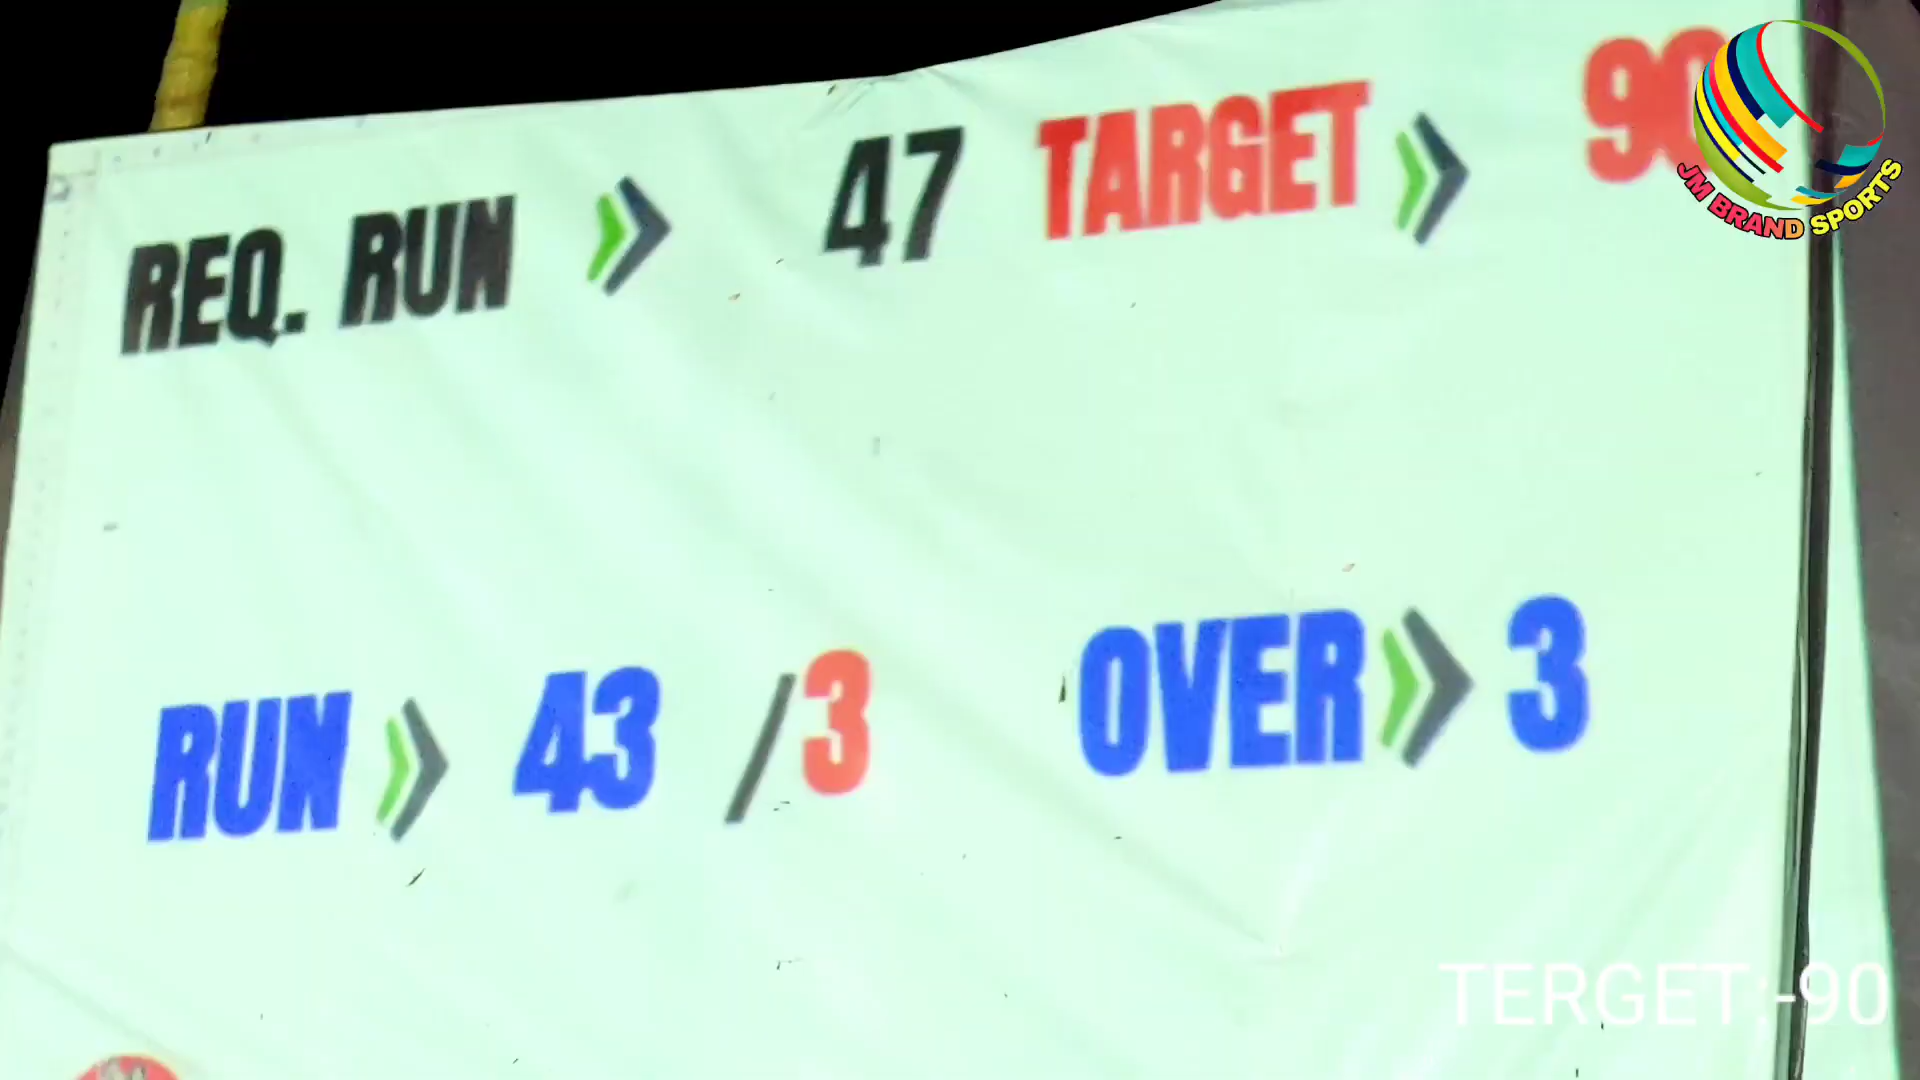 REQ. RUN 47 TARGET 90
RUN 43 /3 OVER 3
JM BRAND SPORTS
TERGET:-90